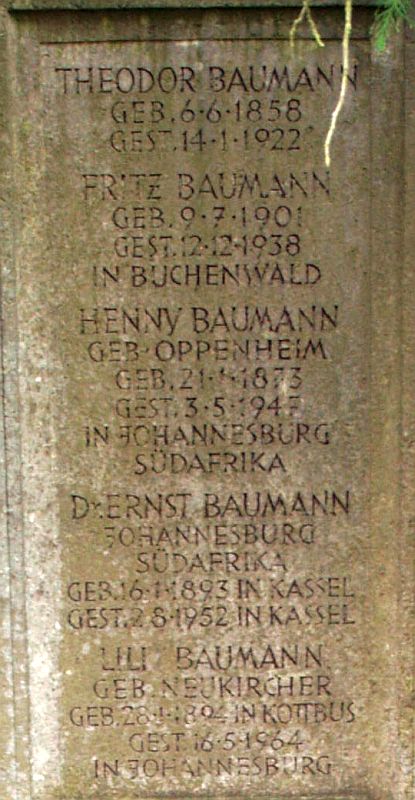 THEODOR BAUMANN
GEB.6·6·1858
GEST.14·1·1922
FRITZ BAUMANN
GEB.9·7·1901
GEST.12·12·1938
IN BUCHENWALD
HENNY BAUMANN
GEB·OPPENHEIM
GEB.21·1·1873
GEST.3·5·1947
IN JOHANNESBURG
SÜDAFRIKA
Dr.ERNST BAUMANN
JOHANNESBURG
SÜDAFRIKA
GEB.16·1·1893 IN KASSEL
GEST.2·8·1952 IN KASSEL
LILI BAUMANN
GEB·NEUKIRCHER
GEB.28·1·1894 IN KOTTBUS
GEST·16·5·1964
IN JOHANNESBURG